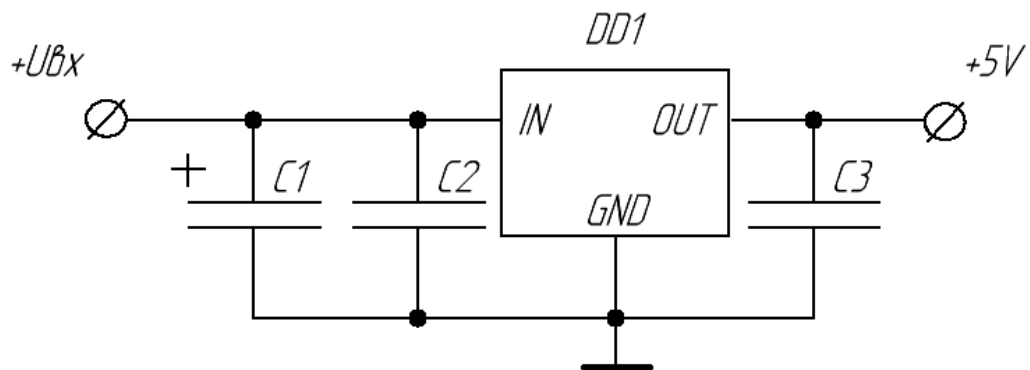 DD1
+Uвх
+5V
IN
OUT
+
C1
C2
C3
GND